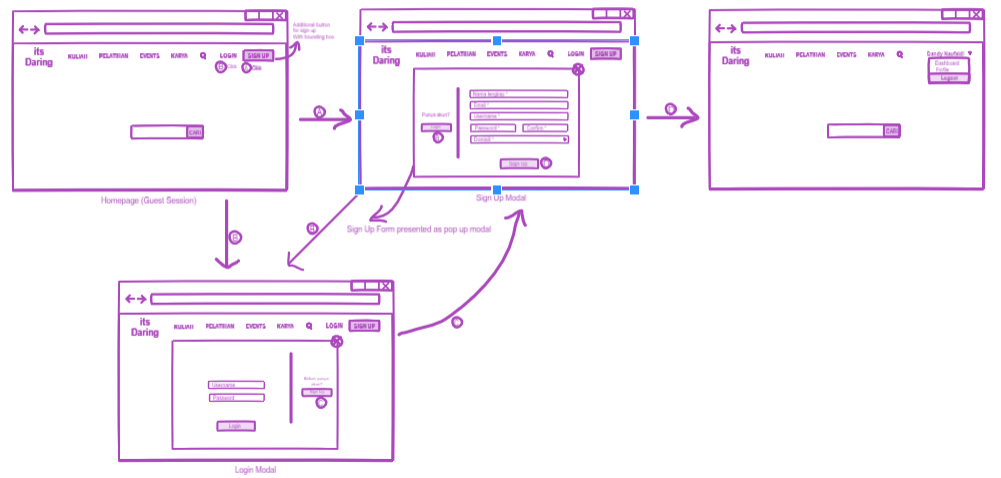 Additional button
for sign up
With bounding box
its
Daring
KULIAH PELATIHAN EVENTS KARYA LOGIN SIGN UP
B Click A Click
CARI
Homepage (Guest Session)
A
its
Daring
KULIAH PELATIHAN EVENTS KARYA LOGIN SIGN UP
Punya akun?
Login
B
Nama lengkap *
Email *
Username *
Password * Confirm *
Sign Up
Sign Up Modal
Sign Up Form presented as pop up modal
its
Daring
KULIAH PELATIHAN EVENTS KARYA Dandy Naufaldi
Dashboard
Profile
Logout
CARI
B
B
its
Daring
KULIAH PELATIHAN EVENTS KARYA LOGIN SIGN UP
Username
Password
Login
Belum punya
akun?
Sign Up
Login Modal